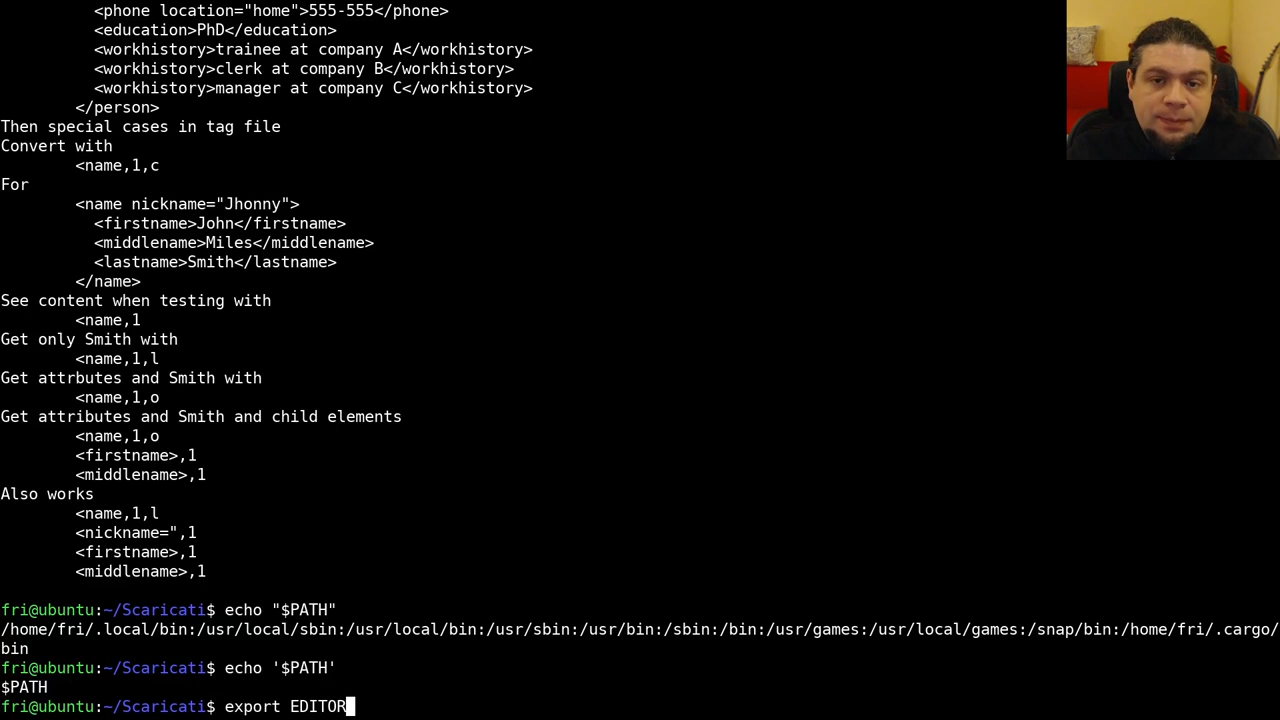 <phone location="home">555-555</phone>
<education>PhD</education>
<workhistory>trainee at company A</workhistory>
<workhistory>clerk at company B</workhistory>
<workhistory>manager at company C</workhistory>
</person>
Then special cases in tag file
Convert with
<name,1,c
For
<name nickname="Jhonny">
<firstname>John</firstname>
<middlename>Miles</middlename>
<lastname>Smith</lastname>
</name>
See content when testing with
<name,1
Get only Smith with
<name,1,l
Get attrbutes and Smith with
<name,1,o
Get attributes and Smith and child elements
<name,1,o
<firstname>,1
<middlename>,1
Also works
<name,1,l
<nickname=",1
<firstname>,1
<middlename>,1
fri@ubuntu:~/Scaricati$ echo "$PATH"
/home/fri/.local/bin:/usr/local/sbin:/usr/local/bin:/usr/sbin:/usr/bin:/sbin:/bin:/usr/games:/usr/local/games:/snap/bin:/home/fri/.cargo/
bin
fri@ubuntu:~/Scaricati$ echo '$PATH'
$PATH
fri@ubuntu:~/Scaricati$ export EDITOR